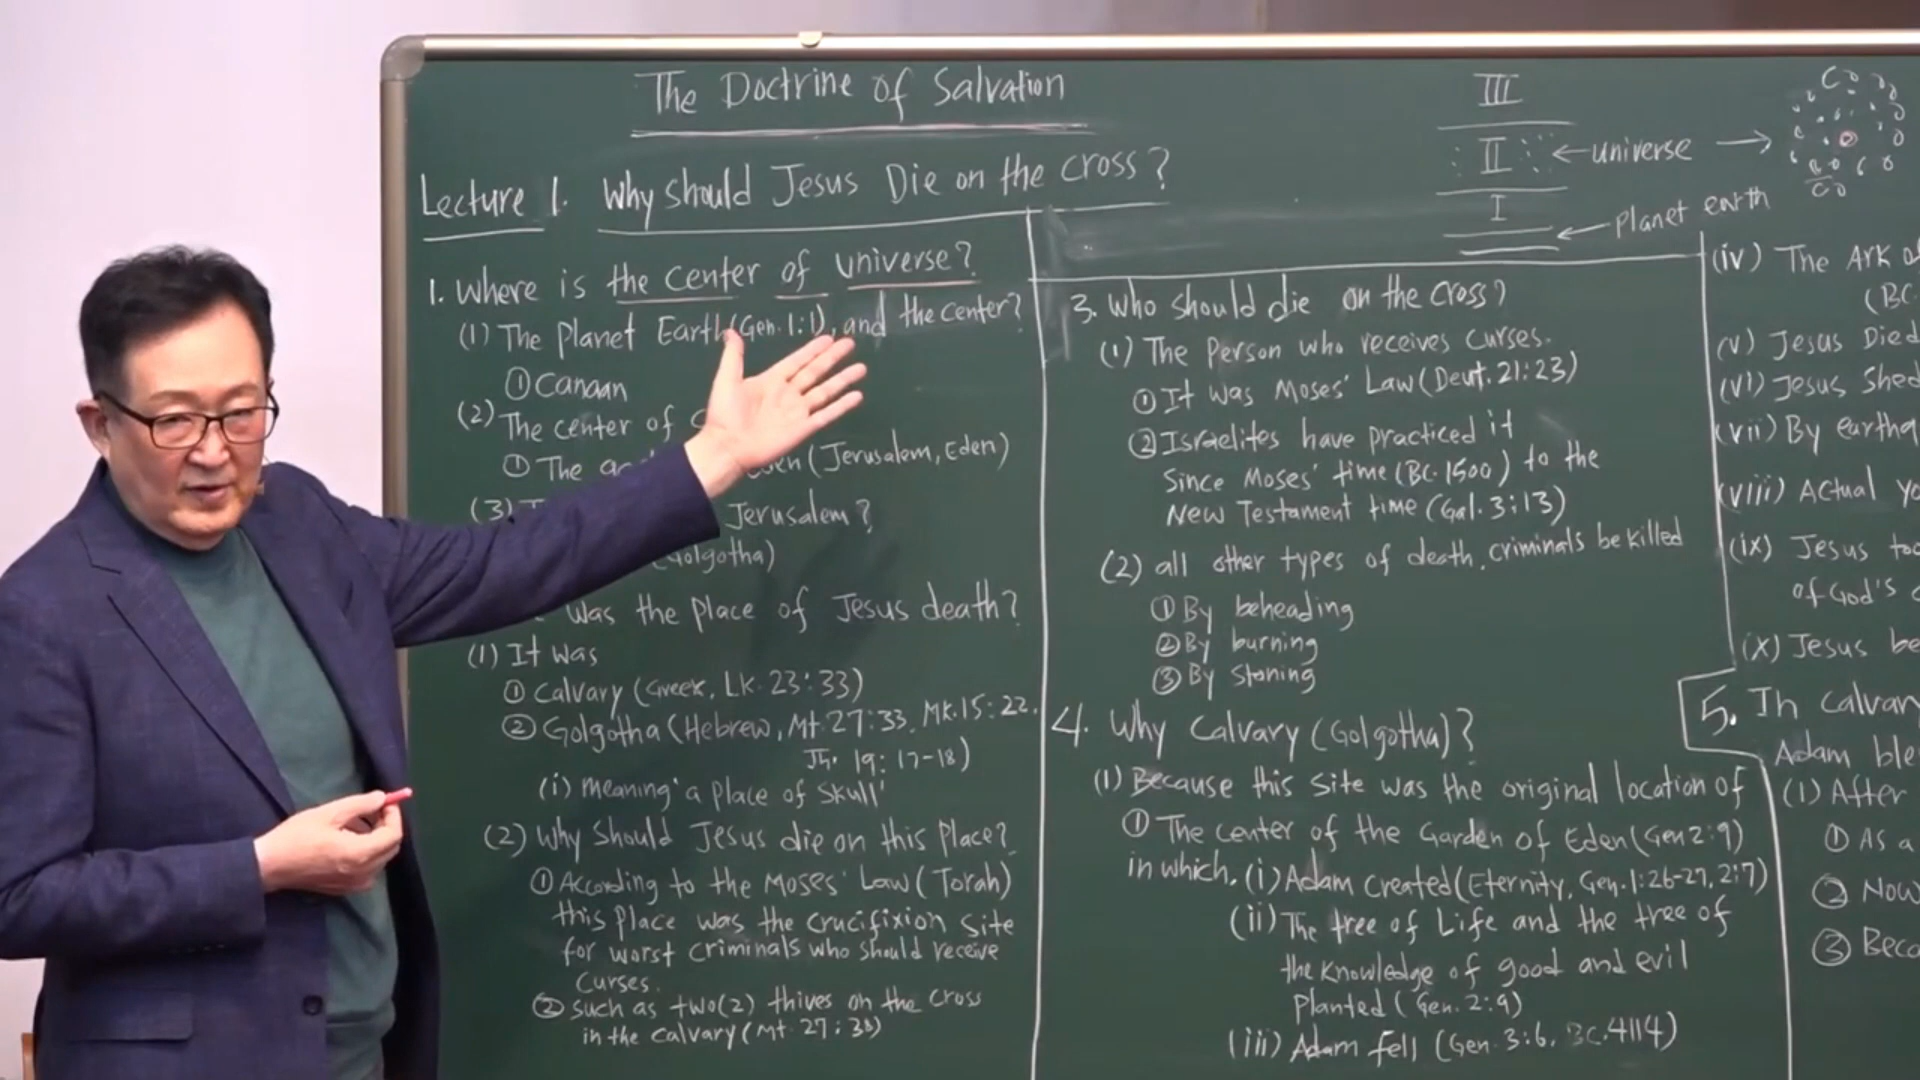 The Doctrine of Salvation
Lecture 1. Why should Jesus Die on the cross?
1. Where is the center of universe?
(1) The planet Earth (Gen. 1:1), and the center?
① Canaan
(2) The center of
① The (Jerusalem, Eden)
(3) Jerusalem?
(Golgotha)
was the place of Jesus death?
(1) It was
① Calvary (Greek, LK. 23:33)
② Golgotha (Hebrew, Mt. 27:33. MK. 15:22.
Jh. 19:17-18)
(i) meaning 'a place of skull'
(2) Why should Jesus die on this place?
① According to the Moses' Law (Torah)
this place was the crucifixion site
for worst criminals who should receive
curses.
② such as two(2) thives on the cross
in the calvary (Mt. 27:38)
III
II ← universe →
I
← planet earth
3. Who should die on the cross?
(1) The person who receives curses.
① It was Moses' Law (Deut. 21:23)
② Israelites have practiced it
since Moses' time (BC. 1500) to the
New Testament time (Gal. 3:13)
(2) all other types of death, criminals be killed
① By beheading
② By burning
③ By stoning
4. Why Calvary (Golgotha)?
(1) Because this site was the original location of
① The center of the Garden of Eden (Gen 2:9)
in which, (i) Adam created (Eternity, Gen. 1:26-27, 2:7)
(ii) The tree of Life and the tree of
the knowledge of good and evil
planted (Gen. 2:9)
(iii) Adam fell (Gen. 3:6, BC. 4114)
(iv) The Ark of
(BC.
(v) Jesus Died
(vi) Jesus shed
(vii) By earthq
(viii) Actual yo
(ix) Jesus too
of God's
(x) Jesus be
5. In Calvary
Adam ble
(1) After
① As a
② Now
③ Beca